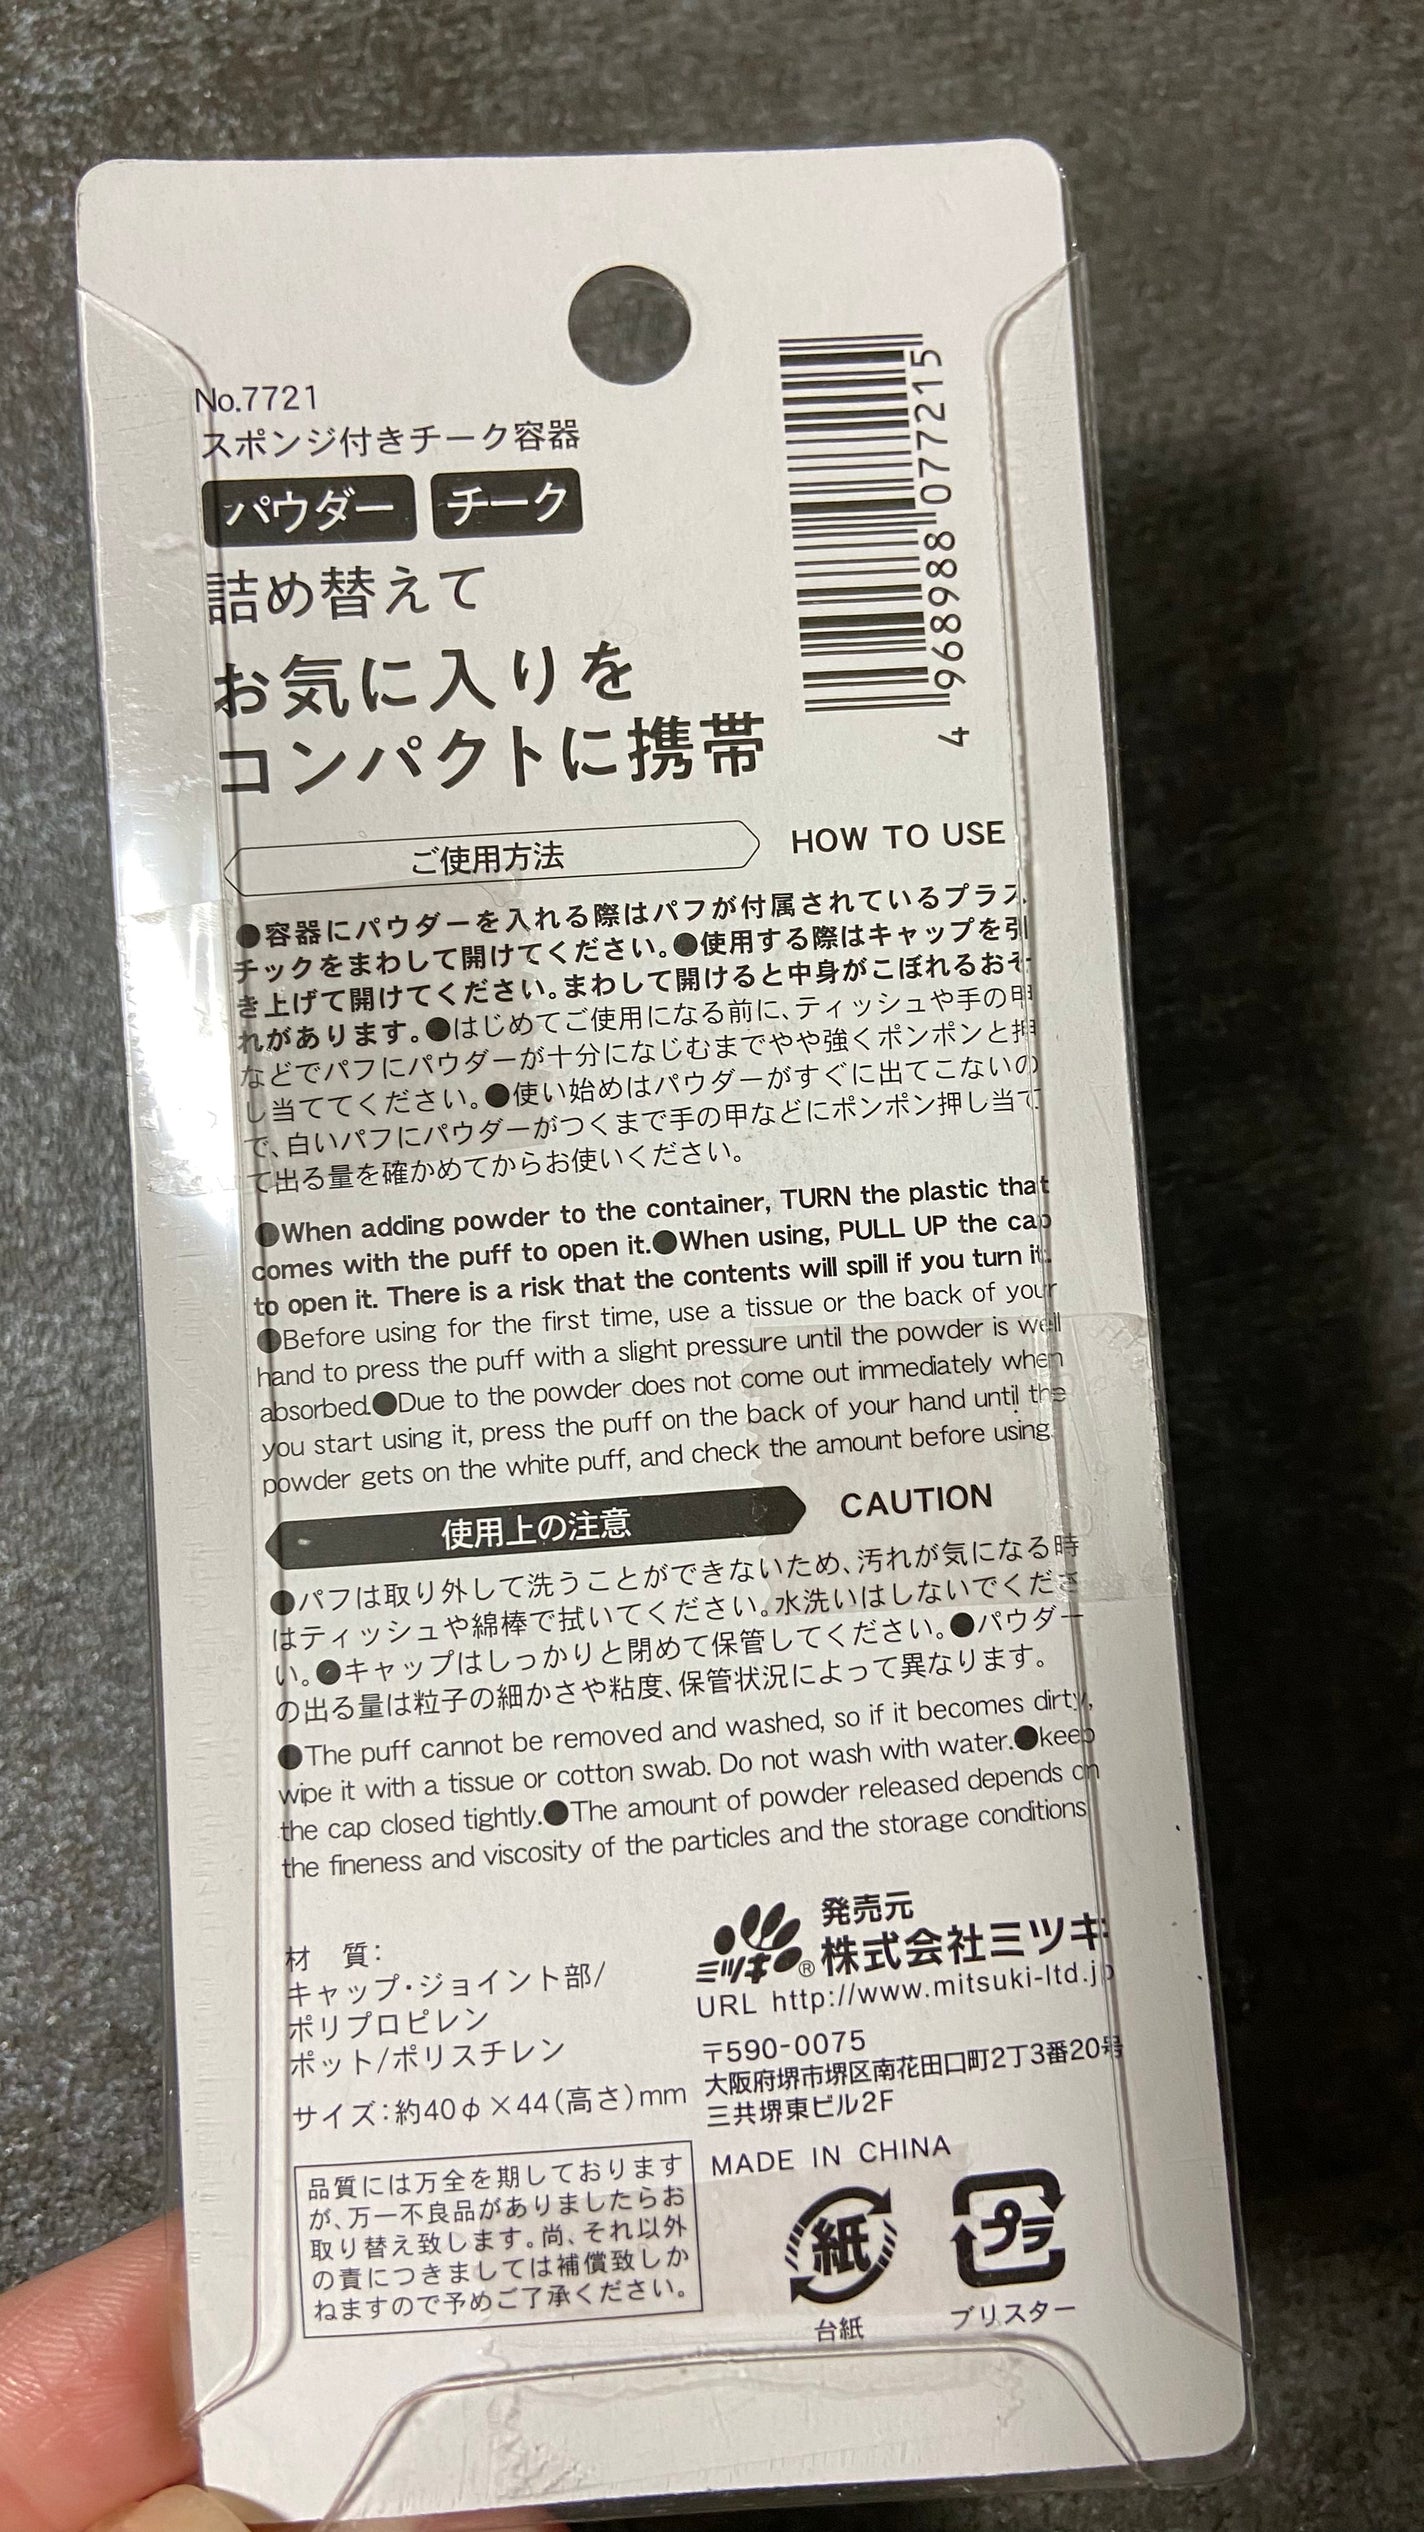 No.7721
スポンジ付きチーク容器
パウダー チーク
詰め替えて
お気に入りを
コンパクトに携帯
4 968988 077215
ご使用方法 HOW TO USE
●容器にパウダーを入れる際はパフが付属されているプラス
チックをまわして開けてください。●使用する際はキャップを引
き上げて開けてください。まわして開けると中身がこぼれるおそ
れがあります。●はじめてご使用になる前に、ティッシュや手の甲
などでパフにパウダーが十分になじむまでやや強くポンポンと押
し当ててください。●使い始めはパウダーがすぐに出てこないの
で、白いパフにパウダーがつくまで手の甲などにポンポン押し当て
て出る量を確かめてからお使いください。
●When adding powder to the container, TURN the plastic that
comes with the puff to open it.●When using, PULL UP the cap
to open it. There is a risk that the contents will spill if you turn it.
●Before using for the first time, use a tissue or the back of your
hand to press the puff with a slight pressure until the powder is well
absorbed.●Due to the powder does not come out immediately when
you start using it, press the puff on the back of your hand until the
powder gets on the white puff, and check the amount before using.
使用上の注意 CAUTION
●パフは取り外して洗うことができないため、汚れが気になる時
はティッシュや綿棒で拭いてください。水洗いはしないでくださ
い。●キャップはしっかりと閉めて保管してください。●パウダー
の出る量は粒子の細かさや粘度、保管状況によって異なります。
●The puff cannot be removed and washed, so if it becomes dirty,
wipe it with a tissue or cotton swab. Do not wash with water.●keep
the cap closed tightly.●The amount of powder released depends on
the fineness and viscosity of the particles and the storage conditions.
材　質：
キャップ・ジョイント部/
ポリプロピレン
ポット/ポリスチレン
サイズ：約40φ×44(高さ)mm
品質には万全を期しております
が、万一不良品がありましたらお
取り替え致します。尚、それ以外
の責につきましては補償致しか
ねますので予めご了承ください。
ミツキ®
発売元
株式会社ミツキ
URL http://www.mitsuki-ltd.jp
〒590-0075
大阪府堺市堺区南花田口町2丁3番20号
三共堺東ビル2F
MADE IN CHINA
紙 プラ
台紙 ブリスター